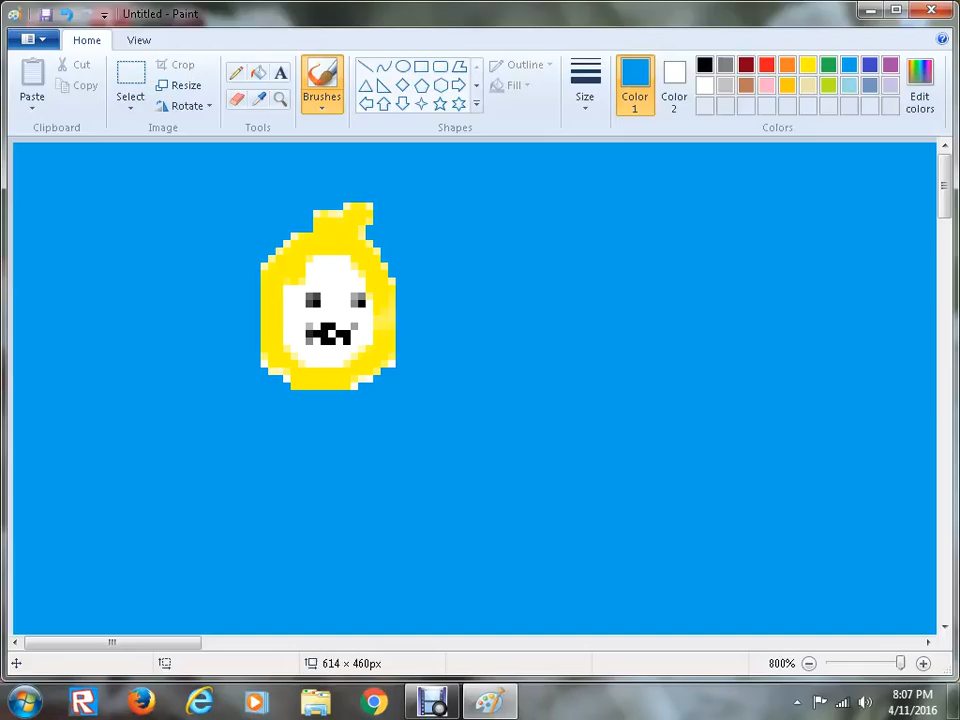 Untitled - Paint
Home View
Paste
Cut
Copy
Clipboard
Select
Crop
Resize
Rotate
Image
A
Tools
Brushes
Shapes
Outline
Fill
Size
Color 1
Color 2
Edit colors
Colors
614 × 460px
800%
8:07 PM
4/11/2016